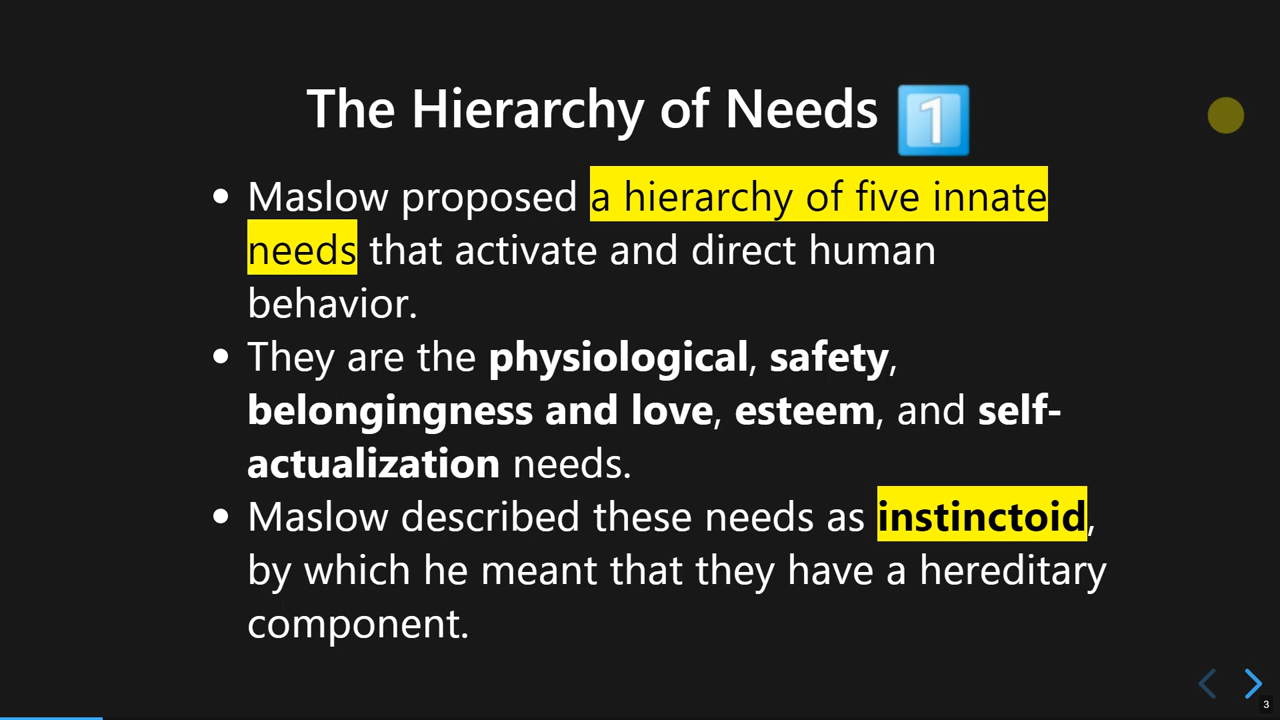 The Hierarchy of Needs 1️⃣
• Maslow proposed a hierarchy of five innate
needs that activate and direct human
behavior.
• They are the physiological, safety,
belongingness and love, esteem, and self-
actualization needs.
• Maslow described these needs as instinctoid,
by which he meant that they have a hereditary
component.
3